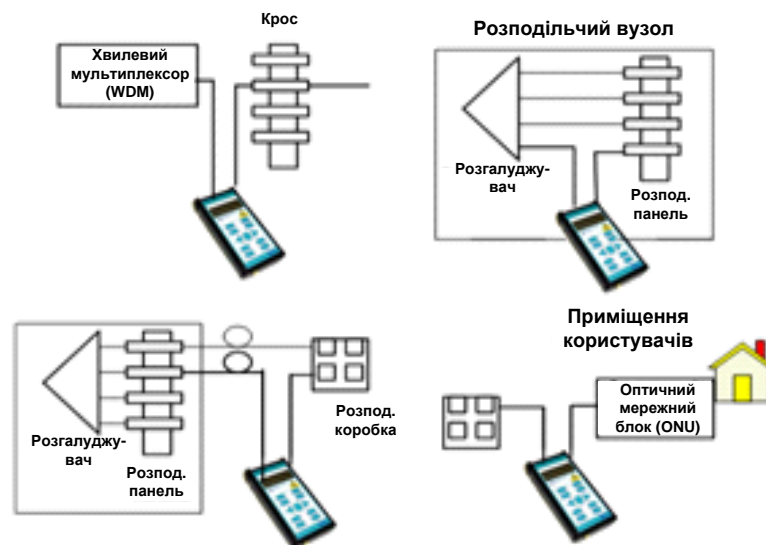 Крос
Хвилевий
мультиплексор
(WDM)
Розподільчий вузол
Розгалуджу-
вач
Розпод.
панель
Розгалуджу-
вач
Розпод.
панель
Розпод.
коробка
Приміщення
користувачів
Оптичний
мережний
блок (ONU)